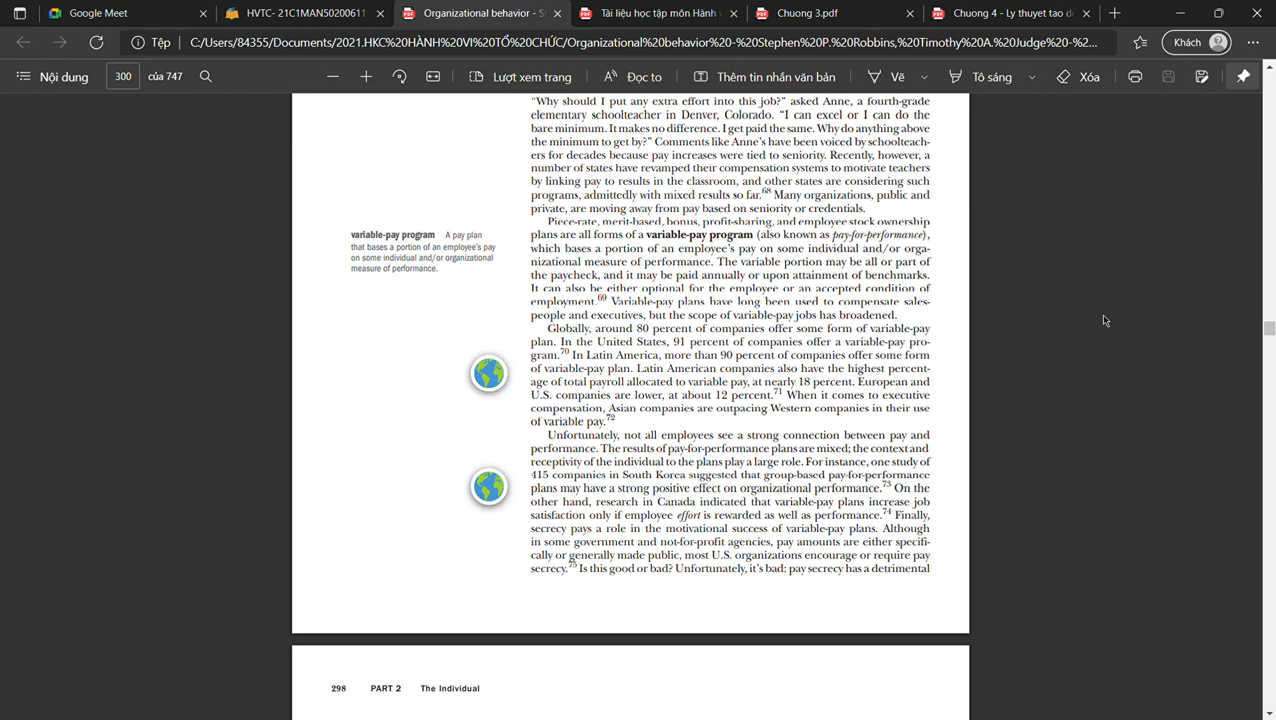 Google Meet
HVTC- 21C1MAN50200611
Organizational behavior - S
Tài liệu học tập môn Hành v
Chuong 3.pdf
Chuong 4 - Ly thuyet tao d
Tệp
C:/Users/84355/Documents/2021.HKC%20HÀNH%20VI%20TỔ%20CHỨC/Organizational%20behavior%20-%20Stephen%20P.%20Robbins,%20Timothy%20A.%20Judge%20-%2...
Khách
Nội dung
300
của 747
Lượt xem trang
Đọc to
Thêm tin nhắn văn bản
Vẽ
Tô sáng
Xóa
"Why should I put any extra effort into this job?" asked Anne, a fourth-grade
elementary schoolteacher in Denver, Colorado. "I can excel or I can do the
bare minimum. It makes no difference. I get paid the same. Why do anything above
the minimum to get by?" Comments like Anne's have been voiced by schoolteach-
ers for decades because pay increases were tied to seniority. Recently, however, a
number of states have revamped their compensation systems to motivate teachers
by linking pay to results in the classroom, and other states are considering such
programs, admittedly with mixed results so far.68 Many organizations, public and
private, are moving away from pay based on seniority or credentials.
Piece-rate, merit-based, bonus, profit-sharing, and employee stock ownership
plans are all forms of a variable-pay program (also known as pay-for-performance),
which bases a portion of an employee's pay on some individual and/or orga-
nizational measure of performance. The variable portion may be all or part of
the paycheck, and it may be paid annually or upon attainment of benchmarks.
It can also be either optional for the employee or an accepted condition of
employment.69 Variable-pay plans have long been used to compensate sales-
people and executives, but the scope of variable-pay jobs has broadened.
variable-pay program A pay plan
that bases a portion of an employee's pay
on some individual and/or organizational
measure of performance.
Globally, around 80 percent of companies offer some form of variable-pay
plan. In the United States, 91 percent of companies offer a variable-pay pro-
gram.70 In Latin America, more than 90 percent of companies offer some form
of variable-pay plan. Latin American companies also have the highest percent-
age of total payroll allocated to variable pay, at nearly 18 percent. European and
U.S. companies are lower, at about 12 percent.71 When it comes to executive
compensation, Asian companies are outpacing Western companies in their use
of variable pay.72
Unfortunately, not all employees see a strong connection between pay and
performance. The results of pay-for-performance plans are mixed; the context and
receptivity of the individual to the plans play a large role. For instance, one study of
415 companies in South Korea suggested that group-based pay-for-performance
plans may have a strong positive effect on organizational performance.73 On the
other hand, research in Canada indicated that variable-pay plans increase job
satisfaction only if employee effort is rewarded as well as performance.74 Finally,
secrecy pays a role in the motivational success of variable-pay plans. Although
in some government and not-for-profit agencies, pay amounts are either specifi-
cally or generally made public, most U.S. organizations encourage or require pay
secrecy.75 Is this good or bad? Unfortunately, it's bad: pay secrecy has a detrimental
298 PART 2 The Individual